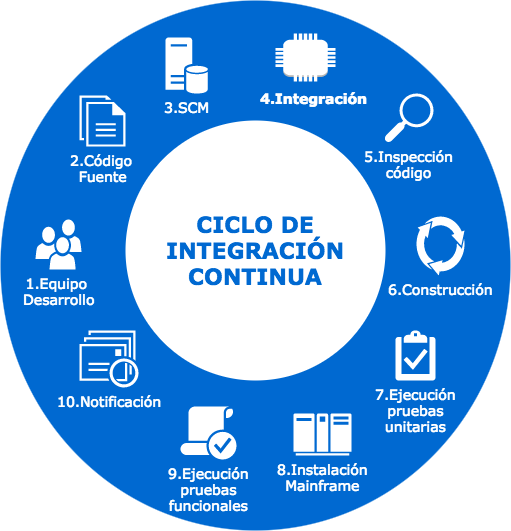 CICLO DE
INTEGRACIÓN
CONTINUA
1.Equipo
Desarrollo
2.Código
Fuente
3.SCM
4.Integración
5.Inspección
código
6.Construcción
7.Ejecución
pruebas
unitarias
8.Instalación
Mainframe
9.Ejecución
pruebas
funcionales
10.Notificación